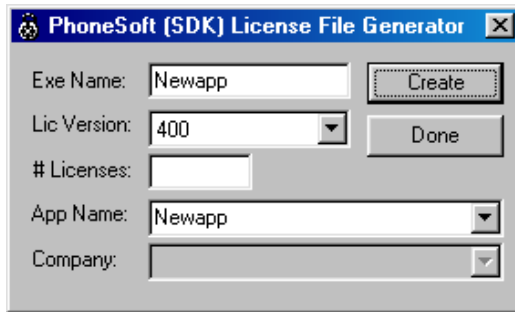 PhoneSoft (SDK) License File Generator
Exe Name: Newapp Create
Lic Version: 400 Done
# Licenses:
App Name: Newapp
Company: